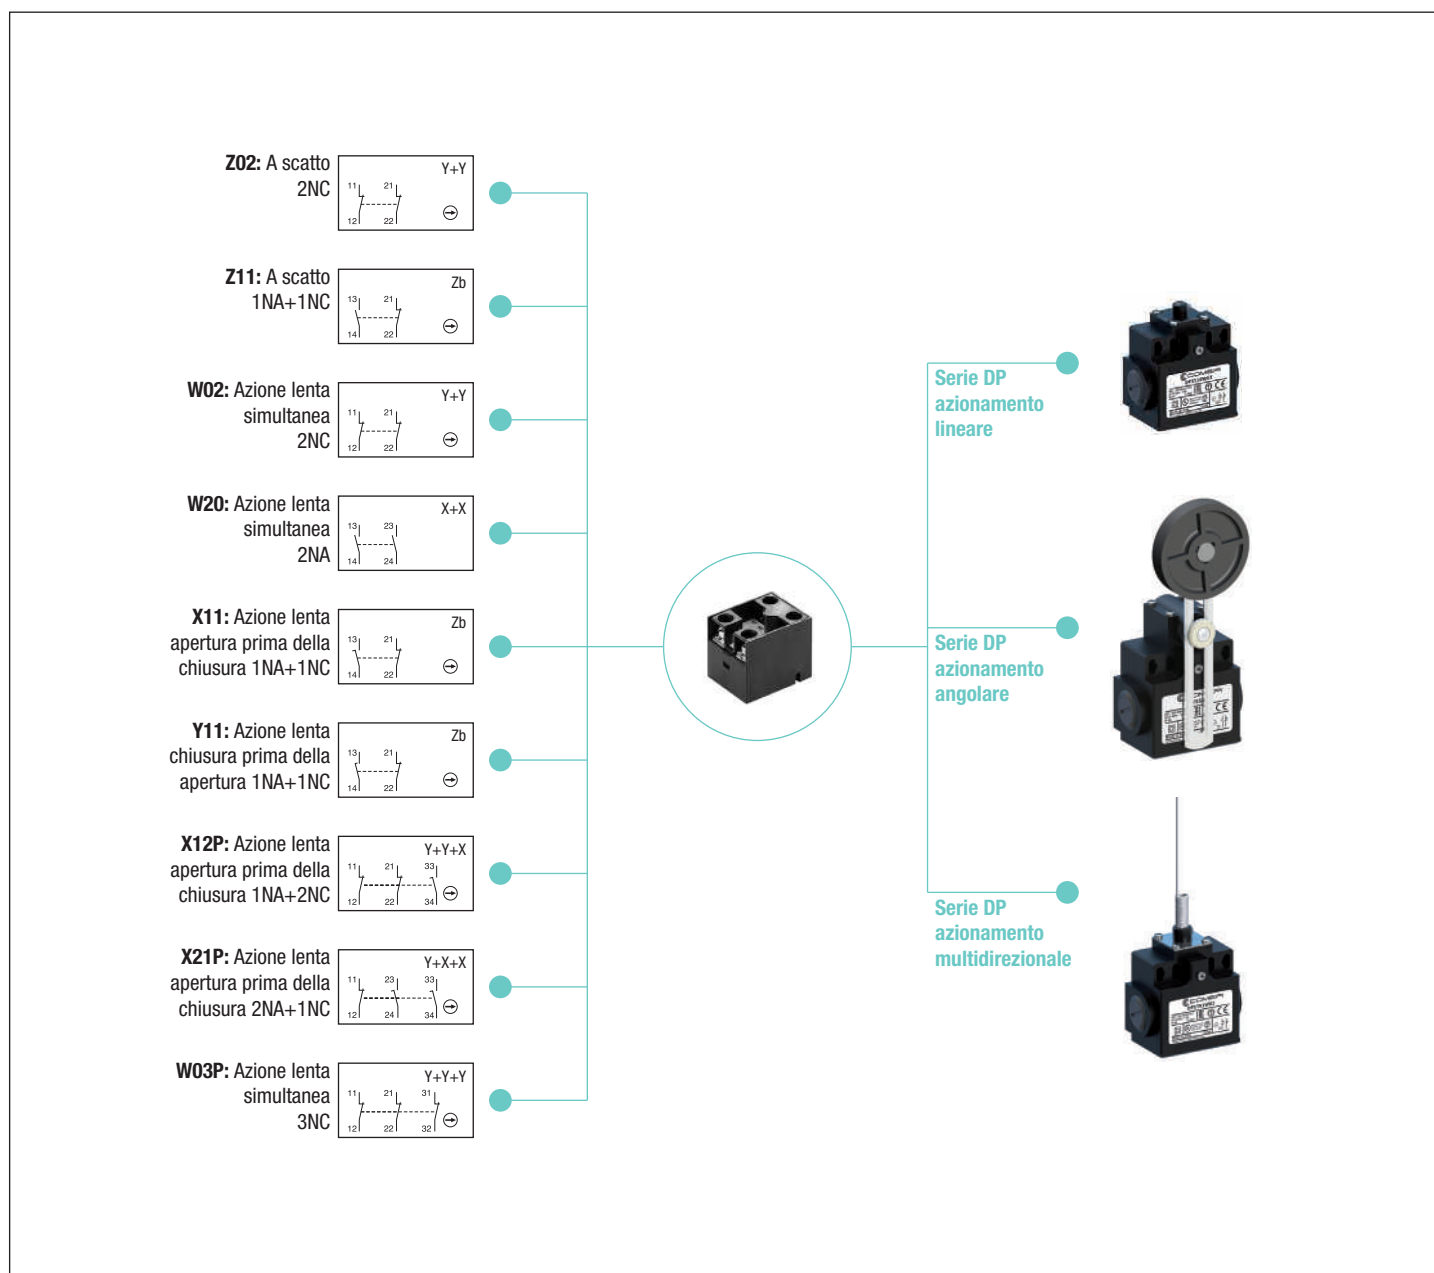 Z02: A scatto
2NC
Y+Y
11 21
12 22
Z11: A scatto
1NA+1NC
Zb
13 21
14 22
W02: Azione lenta
simultanea
2NC
Y+Y
11 21
12 22
W20: Azione lenta
simultanea
2NA
X+X
13 23
14 24
X11: Azione lenta
apertura prima della
chiusura 1NA+1NC
Zb
13 21
14 22
Y11: Azione lenta
chiusura prima della
apertura 1NA+1NC
Zb
13 21
14 22
X12P: Azione lenta
apertura prima della
chiusura 1NA+2NC
Y+Y+X
11 21 33
12 22 34
X21P: Azione lenta
apertura prima della
chiusura 2NA+1NC
Y+X+X
11 23 33
12 24 34
W03P: Azione lenta
simultanea
3NC
Y+Y+Y
11 21 31
12 22 32
Serie DP
azionamento
lineare
COMEPI
CE
Serie DP
azionamento
angolare
CE
Serie DP
azionamento
multidirezionale
COMEPI
CE